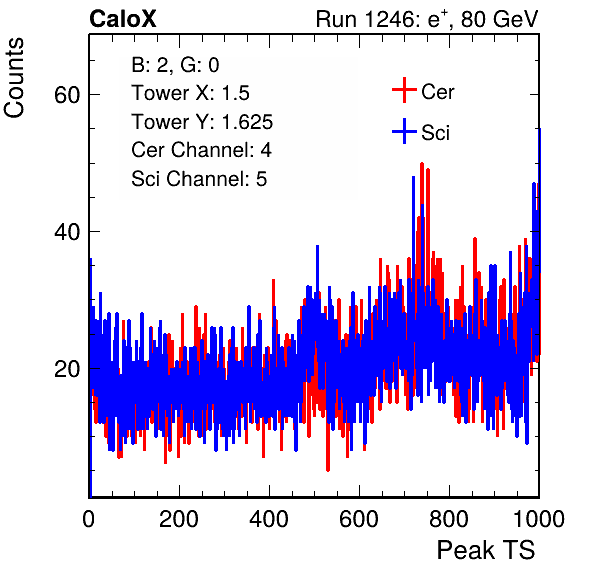 CaloX Run 1246: e⁺, 80 GeV
Counts
B: 2, G: 0
Tower X: 1.5
Tower Y: 1.625
Cer Channel: 4
Sci Channel: 5
Cer
Sci
60
40
20
0 200 400 600 800 1000
Peak TS